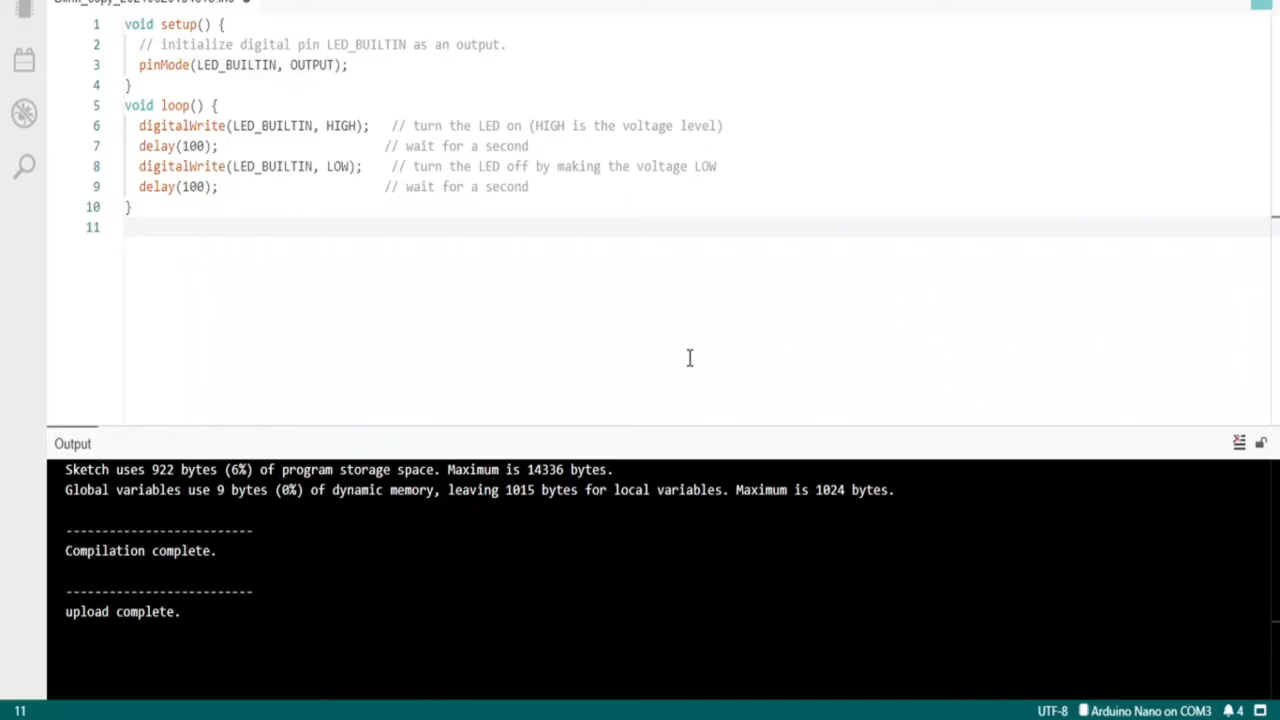 void setup() {
// initialize digital pin LED_BUILTIN as an output.
pinMode(LED_BUILTIN, OUTPUT);
}
void loop() {
digitalWrite(LED_BUILTIN, HIGH); // turn the LED on (HIGH is the voltage level)
delay(100); // wait for a second
digitalWrite(LED_BUILTIN, LOW); // turn the LED off by making the voltage LOW
delay(100); // wait for a second
}
1
2
3
4
5
6
7
8
9
10
11
Output
Sketch uses 922 bytes (6%) of program storage space. Maximum is 14336 bytes.
Global variables use 9 bytes (0%) of dynamic memory, leaving 1015 bytes for local variables. Maximum is 1024 bytes.
--------------------------
Compilation complete.
--------------------------
upload complete.
11 UTF-8 Arduino Nano on COM3 4